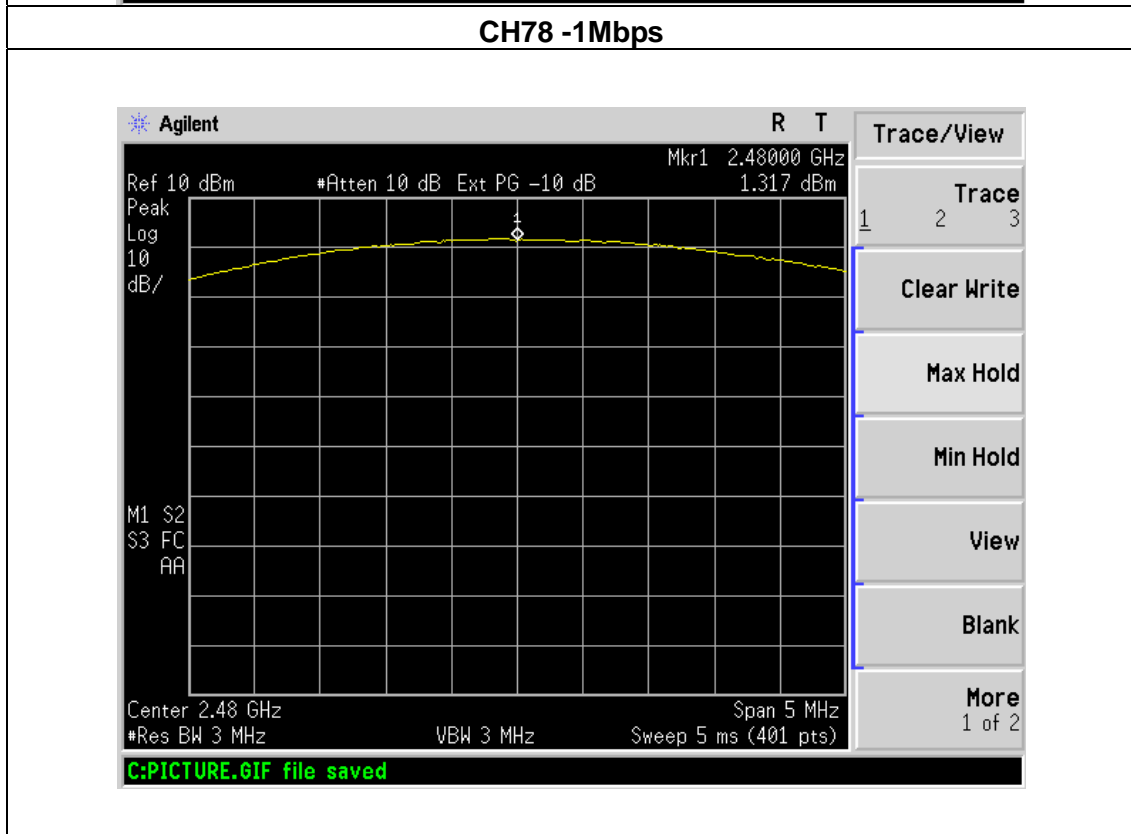 CH78 -1Mbps
Agilent R T
Trace/View
Mkr1 2.48000 GHz
Ref 10 dBm #Atten 10 dB Ext PG -10 dB 1.317 dBm
Peak
Log
10
dB/
1
M1 S2
S3 FC
AA
Center 2.48 GHz Span 5 MHz
#Res BW 3 MHz VBW 3 MHz Sweep 5 ms (401 pts)
C:PICTURE.GIF file saved
Trace
1 2 3
Clear Write
Max Hold
Min Hold
View
Blank
More
1 of 2